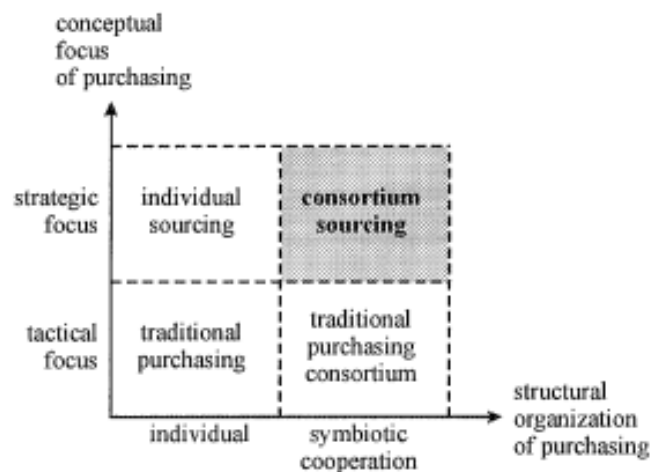 conceptual
focus
of purchasing
strategic
focus
individual
sourcing
consortium
sourcing
tactical
focus
traditional
purchasing
traditional
purchasing
consortium
individual
symbiotic
cooperation
structural
organization
of purchasing